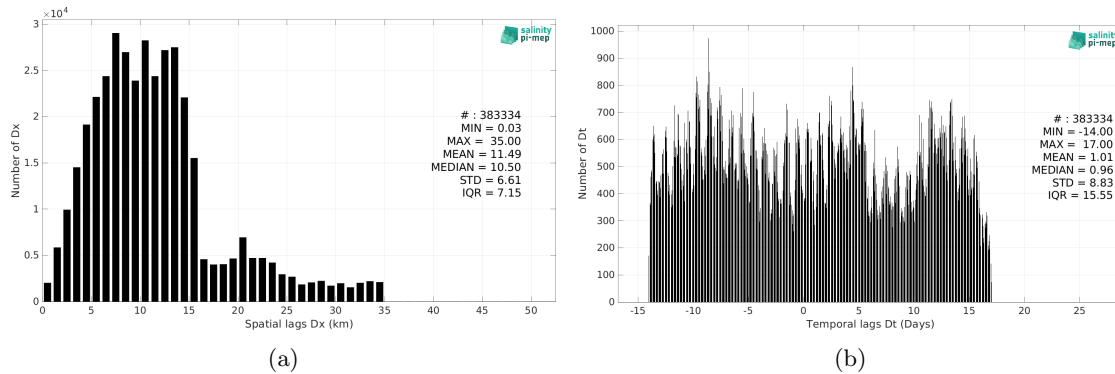 ×10⁴
3
2.5
2
1.5
1
0.5
0
0 5 10 15 20 25 30 35 40 45 50
Number of Dx
Spatial lags Dx (km)
salinity
pi-mep
# : 383334
MIN = 0.03
MAX = 35.00
MEAN = 11.49
MEDIAN = 10.50
STD = 6.61
IQR = 7.15
(a)
1000
900
800
700
600
500
400
300
200
100
0
-15 -10 -5 0 5 10 15 20 25
Number of Dt
Temporal lags Dt (Days)
salinity
pi-mep
# : 383334
MIN = -14.00
MAX = 17.00
MEAN = 1.01
MEDIAN = 0.96
STD = 8.83
IQR = 15.55
(b)